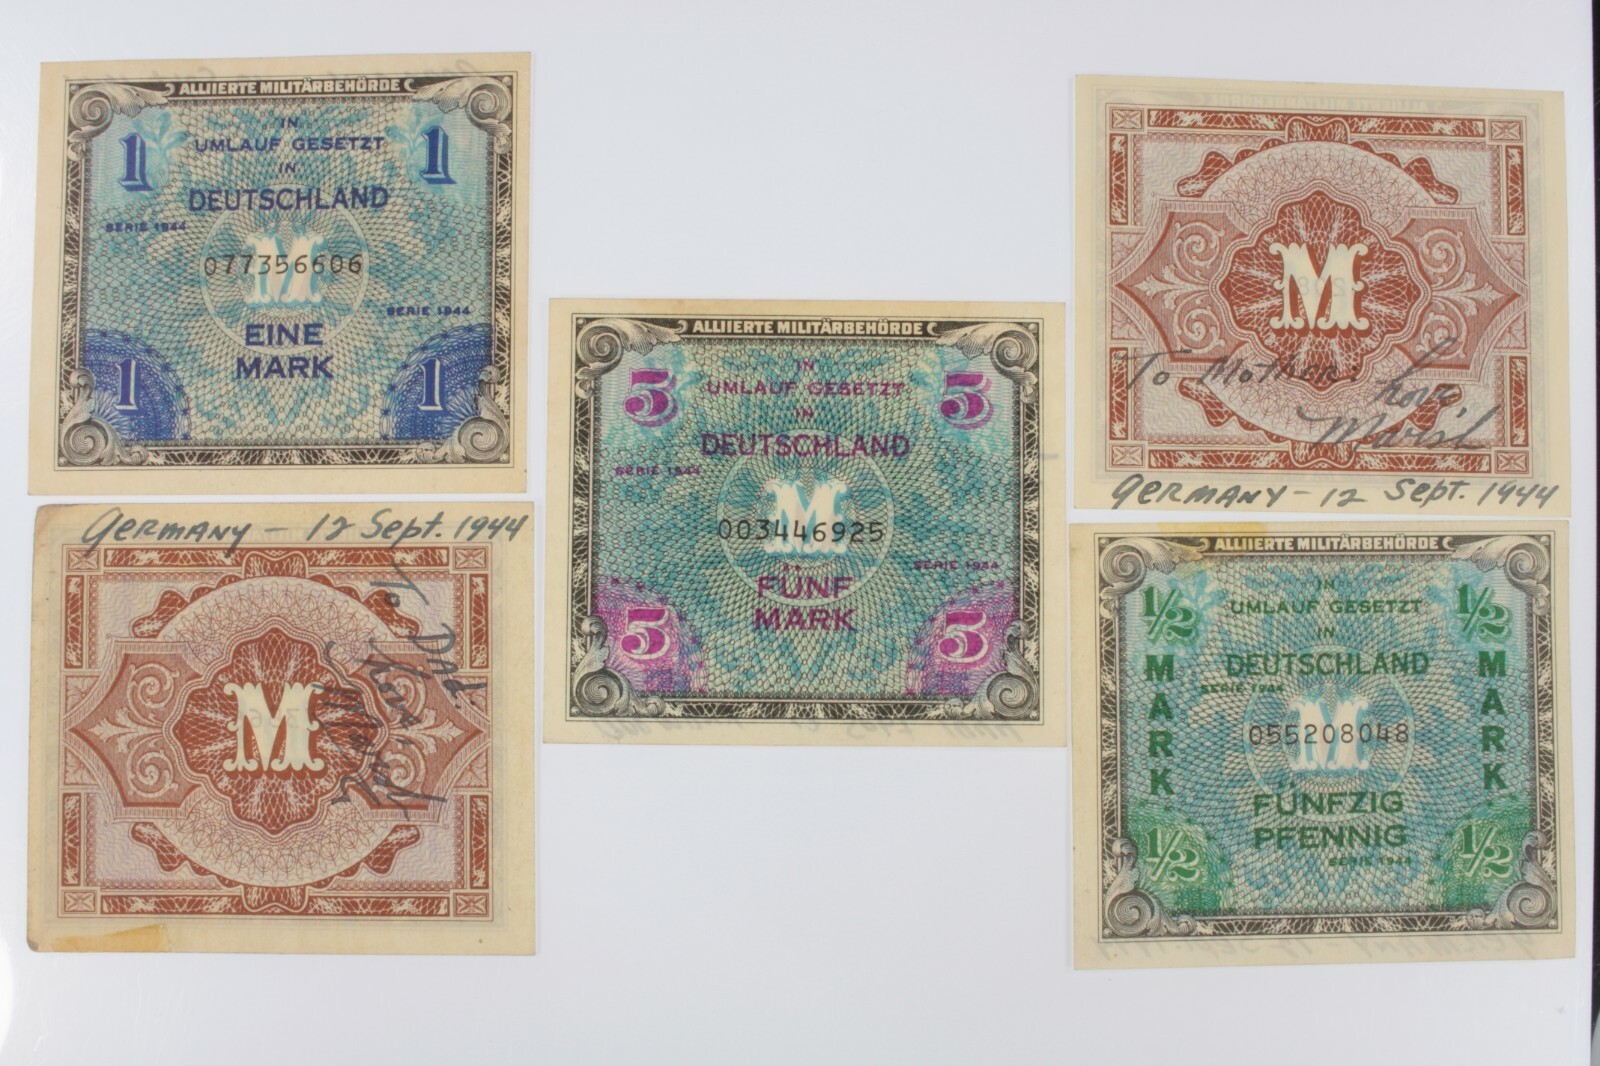 ALLIIERTE MILITÄRBEHÖRDE
IN
1 UMLAUF GESETZT 1
IN
DEUTSCHLAND
SERIE 1944
M
077356606
SERIE 1944
EINE
MARK
1 1
GERMANY - 12 Sept. 1944
To DAD.
Love,
M
ALLIIERTE MILITÄRBEHÖRDE
IN
5 UMLAUF GESETZT 5
IN
DEUTSCHLAND
SERIE 1944
M
003446925
SERIE 1944
FÜNF
MARK
5 5
M
To Mother:
Love,
GERMANY - 12 Sept. 1944
ALLIIERTE MILITÄRBEHÖRDE
IN
1/2 UMLAUF GESETZT 1/2
IN
MARK DEUTSCHLAND MARK
SERIE 1944
M
055208048
FÜNFZIG
PFENNIG
SERIE 1944
1/2 1/2